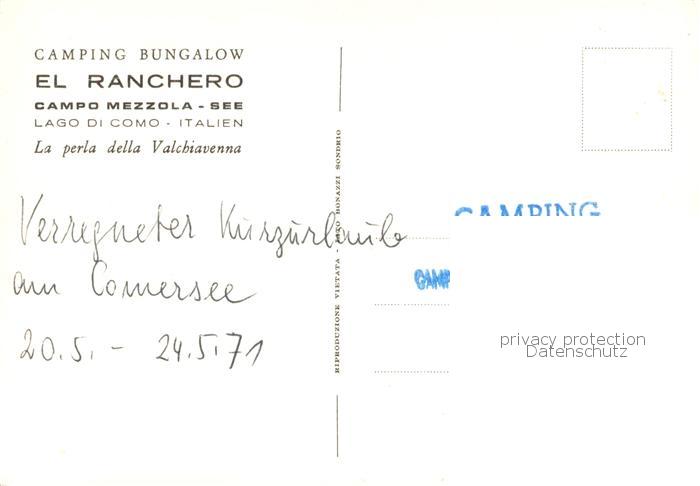 CAMPING BUNGALOW
EL RANCHERO
CAMPO MEZZOLA - SEE
LAGO DI COMO - ITALIEN
La perla della Valchiavenna
Verregneter Kurzurlaub
am Comersee
20.5. - 24.5.71
RIPRODUZIONE VIETATA - BONAZZI SONDRIO
CAMPING
CAMP
privacy protection
Datenschutz